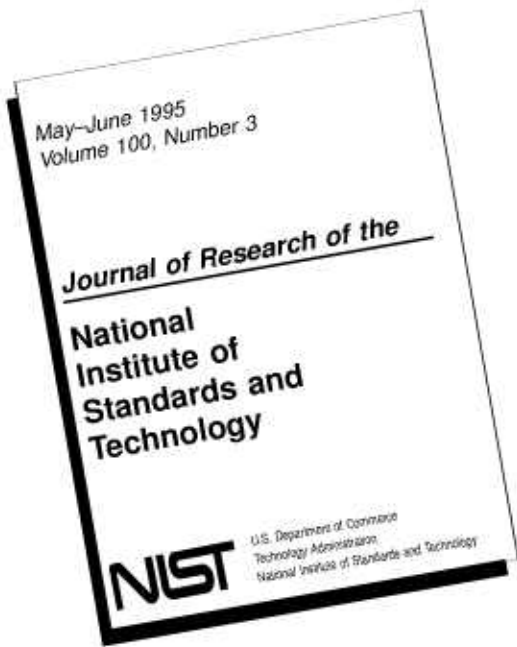 May–June 1995
Volume 100, Number 3
Journal of Research of the
National
Institute of
Standards and
Technology
NIST
U.S. Department of Commerce
Technology Administration
National Institute of Standards and Technology